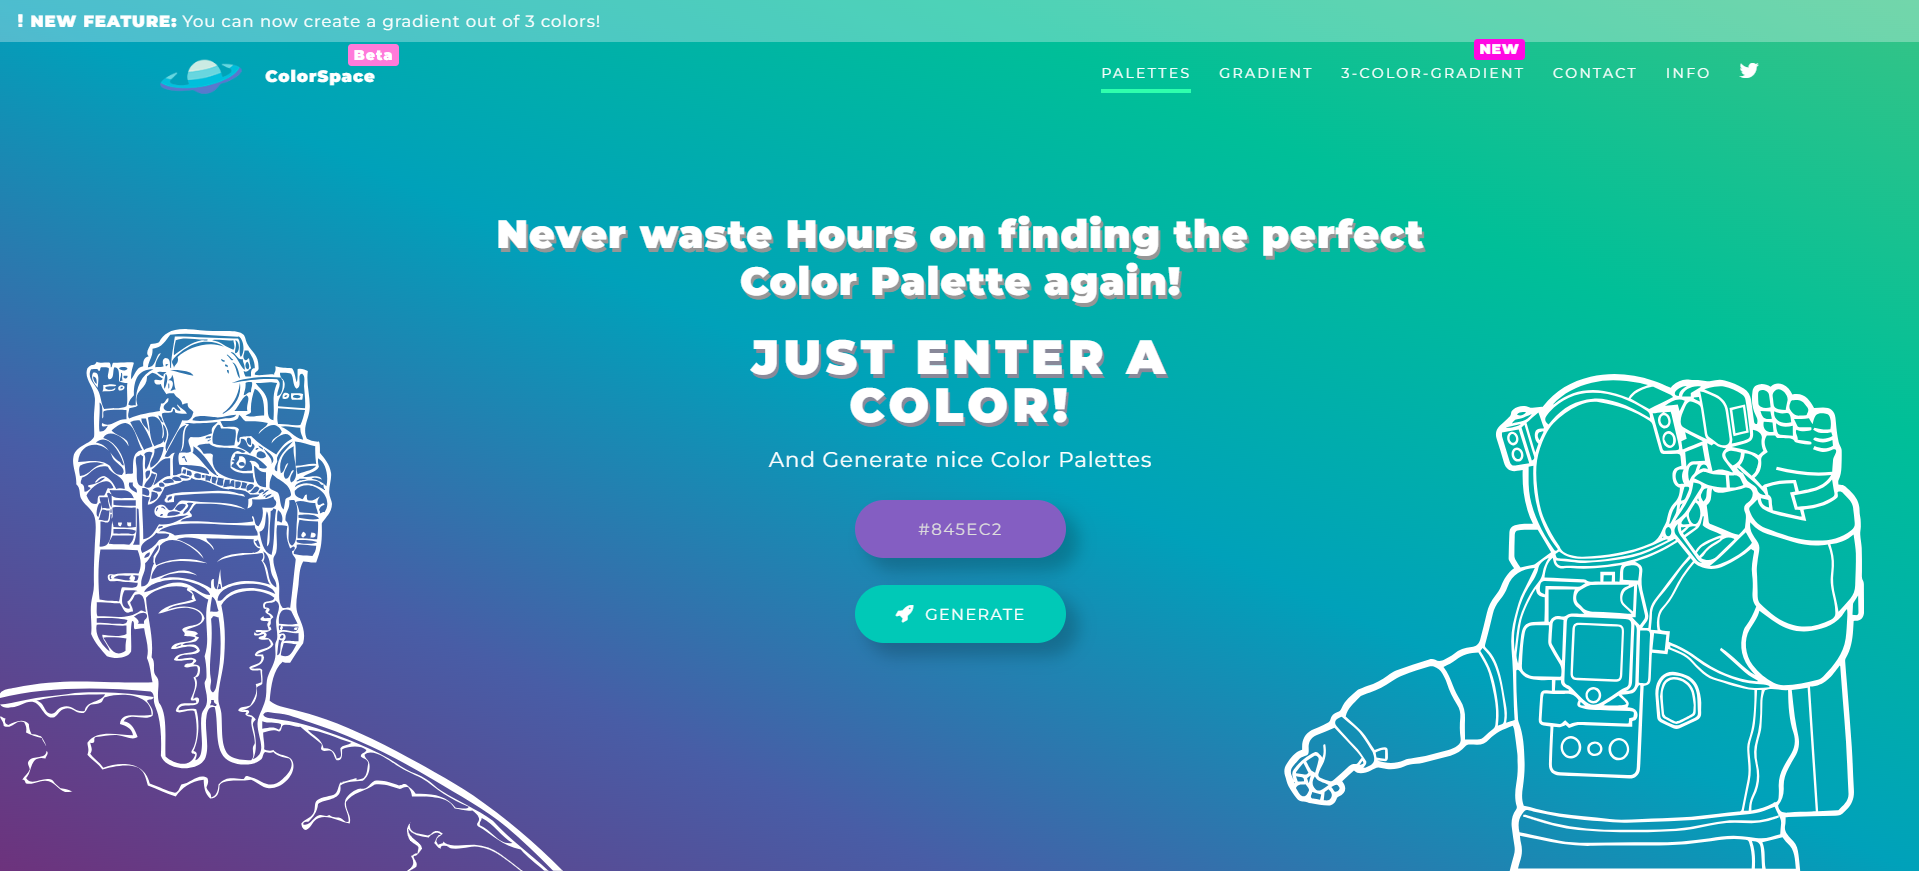 ! NEW FEATURE: You can now create a gradient out of 3 colors!
Beta
ColorSpace
NEW
PALETTES GRADIENT 3-COLOR-GRADIENT CONTACT INFO
Never waste Hours on finding the perfect
Color Palette again!
JUST ENTER A
COLOR!
And Generate nice Color Palettes
#845EC2
GENERATE